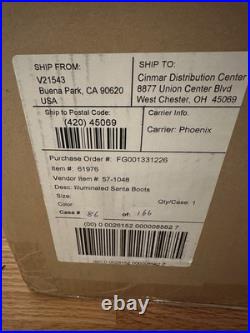 SHIP FROM:
V21543
Buena Park, CA 90620
USA
SHIP TO:
Cinmar Distribution Center
8877 Union Center Blvd
West Chester, OH 45069
Ship to Postal Code:
(420) 45069
Carrier Info.
Carrier: Phoenix
Purchase Order #: FG001331226
Item #: 61976
Vendor Item #: 57-1048
Desc: Illuminated Santa Boots
Size:
Color:
Qty/Case: 1
Case # 86 of: 166
00 0 0026152 000008862 7